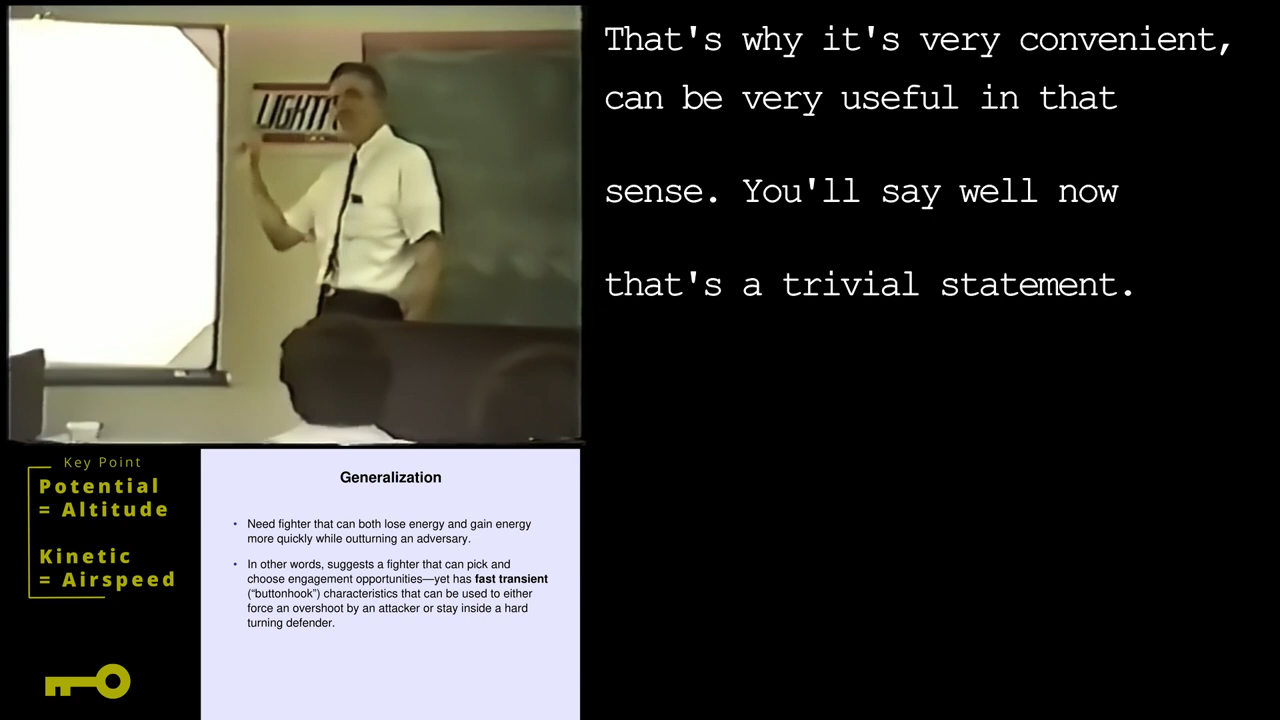 That's why it's very convenient,
can be very useful in that
sense. You'll say well now
that's a trivial statement.
Key Point
Potential
= Altitude
Kinetic
= Airspeed
Generalization
• Need fighter that can both lose energy and gain energy
more quickly while outturning an adversary.
• In other words, suggests a fighter that can pick and
choose engagement opportunities—yet has fast transient
(“buttonhook”) characteristics that can be used to either
force an overshoot by an attacker or stay inside a hard
turning defender.